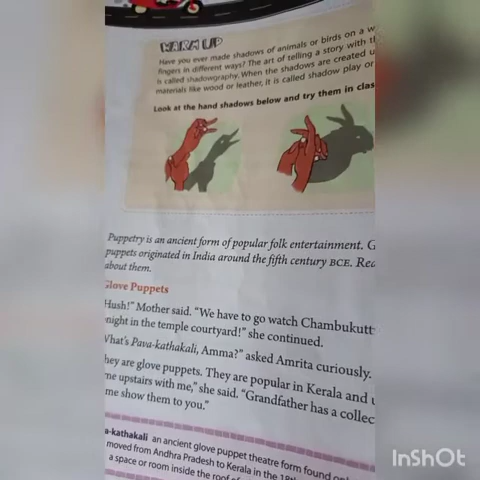 WARM UP
Have you ever made shadows of animals or birds on a
fingers in different ways? The art of telling a story with
is called shadowgraphy. When the shadows are created
materials like wood or leather, it is called shadow play or
Look at the hand shadows below and try them in
Puppetry is an ancient form of popular folk entertainment.
puppets originated in India around the fifth century BCE.
about them.
Glove Puppets
Hush!" Mother said. "We have to go watch
night in the temple courtyard!" she continued.
What's Pava-kathakali, Amma?" asked Amrita curiously.
hey are glove puppets. They are popular in Kerala and
me upstairs with me," she said. "Grandfather has a
me show them to you."
a-kathakali an ancient glove puppet theatre form found
moved from Andhra Pradesh to Kerala in the
a space or room inside the roof
InShOt